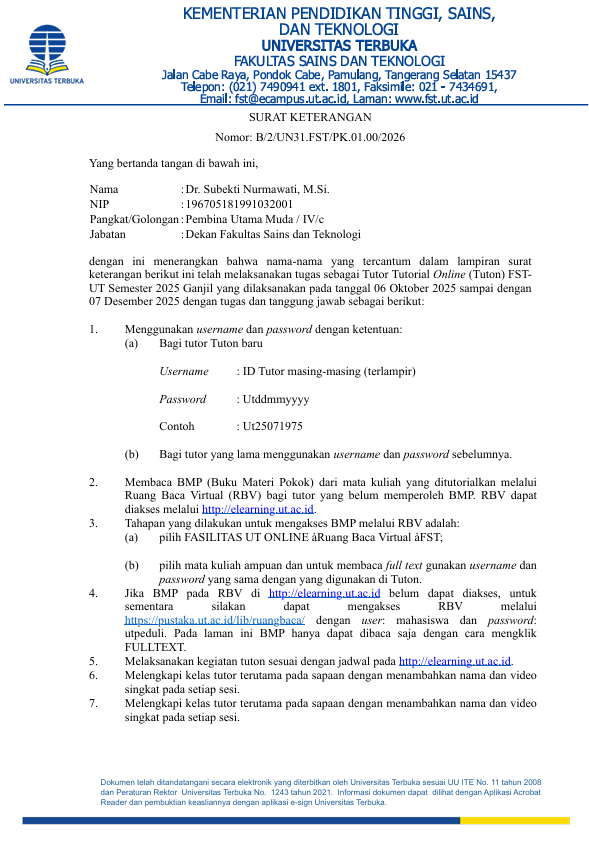 KEMENTERIAN PENDIDIKAN TINGGI, SAINS,
DAN TEKNOLOGI
UNIVERSITAS TERBUKA
FAKULTAS SAINS DAN TEKNOLOGI
Jalan Cabe Raya, Pondok Cabe, Pamulang, Tangerang Selatan 15437
Telepon: (021) 7490941 ext. 1801, Faksimile: 021 - 7434691,
Email: fst@ecampus.ut.ac.id, Laman: www.fst.ut.ac.id
UNIVERSITAS TERBUKA
SURAT KETERANGAN
Nomor: B/2/UN31.FST/PK.01.00/2026
Yang bertanda tangan di bawah ini,
Nama : Dr. Subekti Nurmawati, M.Si.
NIP : 196705181991032001
Pangkat/Golongan : Pembina Utama Muda / IV/c
Jabatan : Dekan Fakultas Sains dan Teknologi
dengan ini menerangkan bahwa nama-nama yang tercantum dalam lampiran surat
keterangan berikut ini telah melaksanakan tugas sebagai Tutor Tutorial Online (Tuton) FST-
UT Semester 2025 Ganjil yang dilaksanakan pada tanggal 06 Oktober 2025 sampai dengan
07 Desember 2025 dengan tugas dan tanggung jawab sebagai berikut:
1. Menggunakan username dan password dengan ketentuan:
(a) Bagi tutor Tuton baru
Username : ID Tutor masing-masing (terlampir)
Password : Utddmmyyyy
Contoh : Ut25071975
(b) Bagi tutor yang lama menggunakan username dan password sebelumnya.
2. Membaca BMP (Buku Materi Pokok) dari mata kuliah yang ditutorialkan melalui
Ruang Baca Virtual (RBV) bagi tutor yang belum memperoleh BMP. RBV dapat
diakses melalui http://elearning.ut.ac.id.
3. Tahapan yang dilakukan untuk mengakses BMP melalui RBV adalah:
(a) pilih FASILITAS UT ONLINE àRuang Baca Virtual àFST;
(b) pilih mata kuliah ampuan dan untuk membaca full text gunakan username dan
password yang sama dengan yang digunakan di Tuton.
4. Jika BMP pada RBV di http://elearning.ut.ac.id belum dapat diakses, untuk
sementara silakan dapat mengakses RBV melalui
https://pustaka.ut.ac.id/lib/ruangbaca/ dengan user: mahasiswa dan password:
utpeduli. Pada laman ini BMP hanya dapat dibaca saja dengan cara mengklik
FULLTEXT.
5. Melaksanakan kegiatan tuton sesuai dengan jadwal pada http://elearning.ut.ac.id.
6. Melengkapi kelas tutor terutama pada sapaan dengan menambahkan nama dan video
singkat pada setiap sesi.
7. Melengkapi kelas tutor terutama pada sapaan dengan menambahkan nama dan video
singkat pada setiap sesi.
Dokumen telah ditandatangani secara elektronik yang diterbitkan oleh Universitas Terbuka sesuai UU ITE No. 11 tahun 2008
dan Peraturan Rektor Universitas Terbuka No. 1243 tahun 2021. Informasi dokumen dapat dilihat dengan Aplikasi Acrobat
Reader dan pembuktian keasliannya dengan aplikasi e-sign Universitas Terbuka.